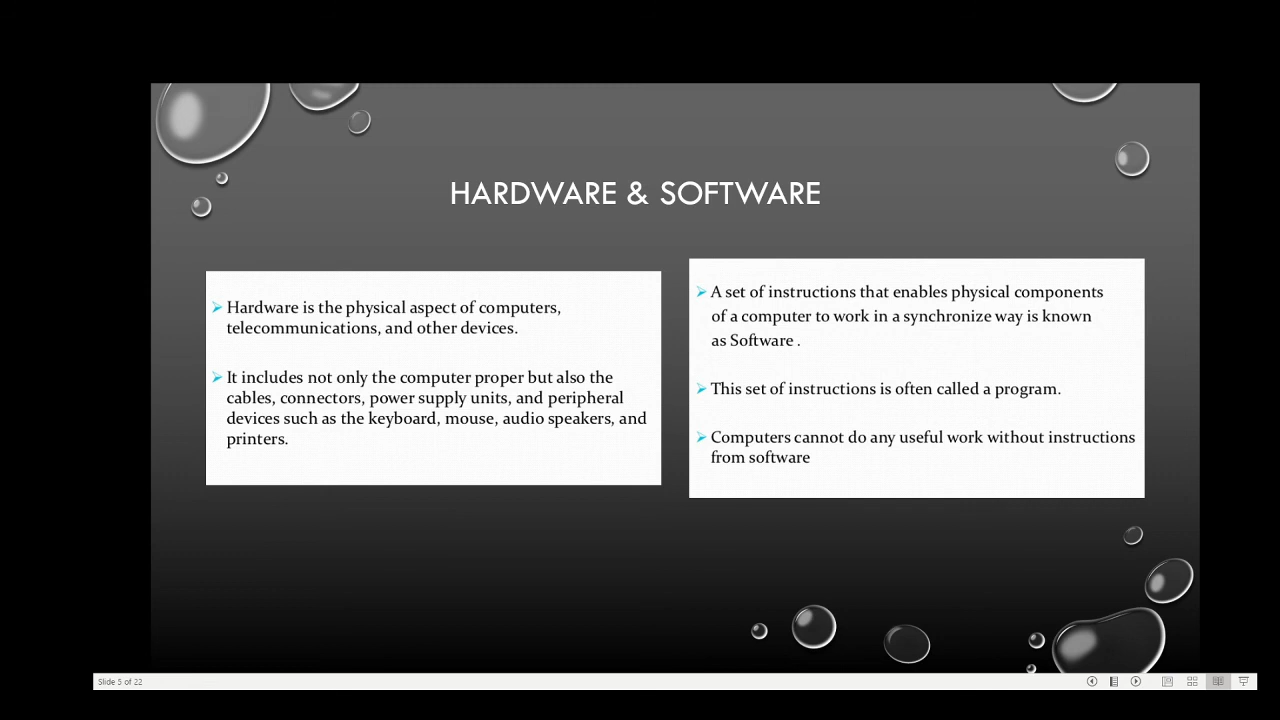 HARDWARE & SOFTWARE
Hardware is the physical aspect of computers,
telecommunications, and other devices.
It includes not only the computer proper but also the
cables, connectors, power supply units, and peripheral
devices such as the keyboard, mouse, audio speakers, and
printers.
A set of instructions that enables physical components
of a computer to work in a synchronize way is known
as Software .
This set of instructions is often called a program.
Computers cannot do any useful work without instructions
from software
Slide 5 of 22